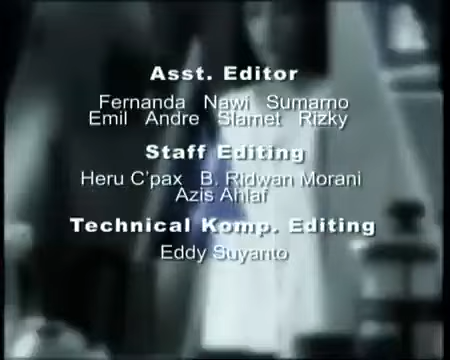 Asst. Editor
Fernanda Nawi Sumarno
Emil Andre Slamet Rizky
Staff Editing
Heru C'pax B. Ridwan Morani
Azis Ahlaf
Technical Komp. Editing
Eddy Suyanto